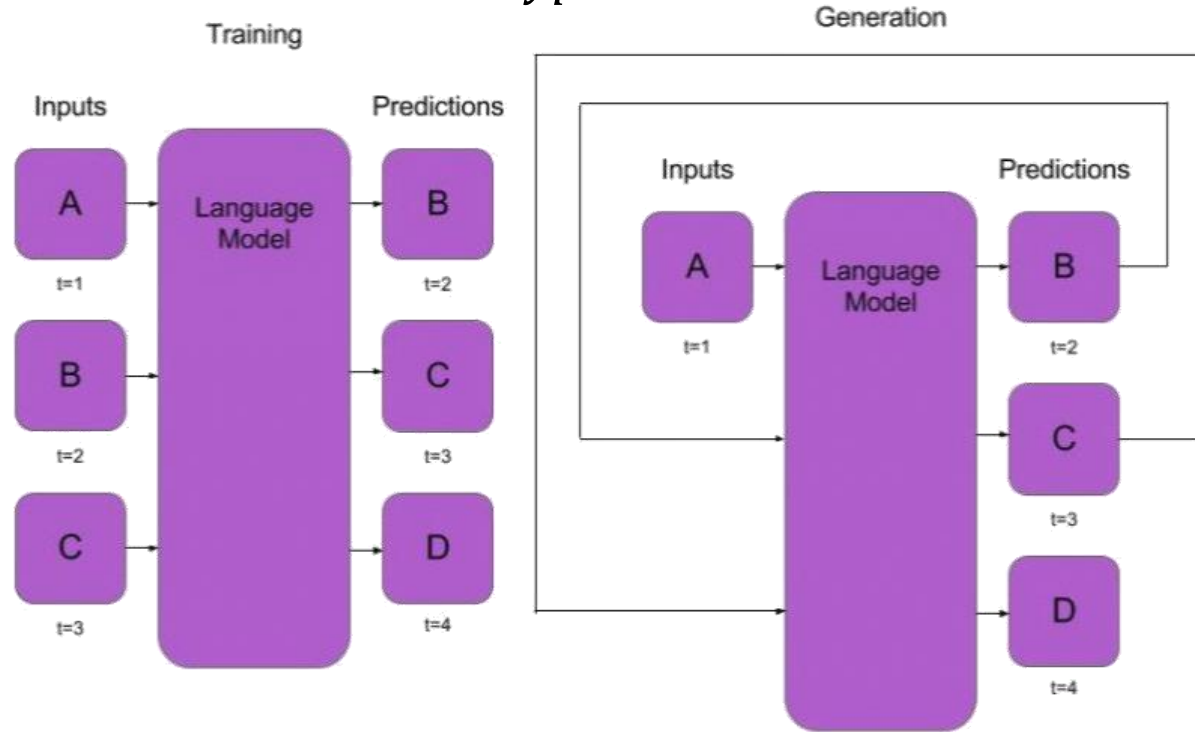 Training
Inputs
Predictions
A
Language
Model
B
t=1
t=2
B
C
t=2
t=3
C
D
t=3
t=4
Generation
Inputs
Predictions
A
Language
Model
B
t=1
t=2
C
t=3
D
t=4